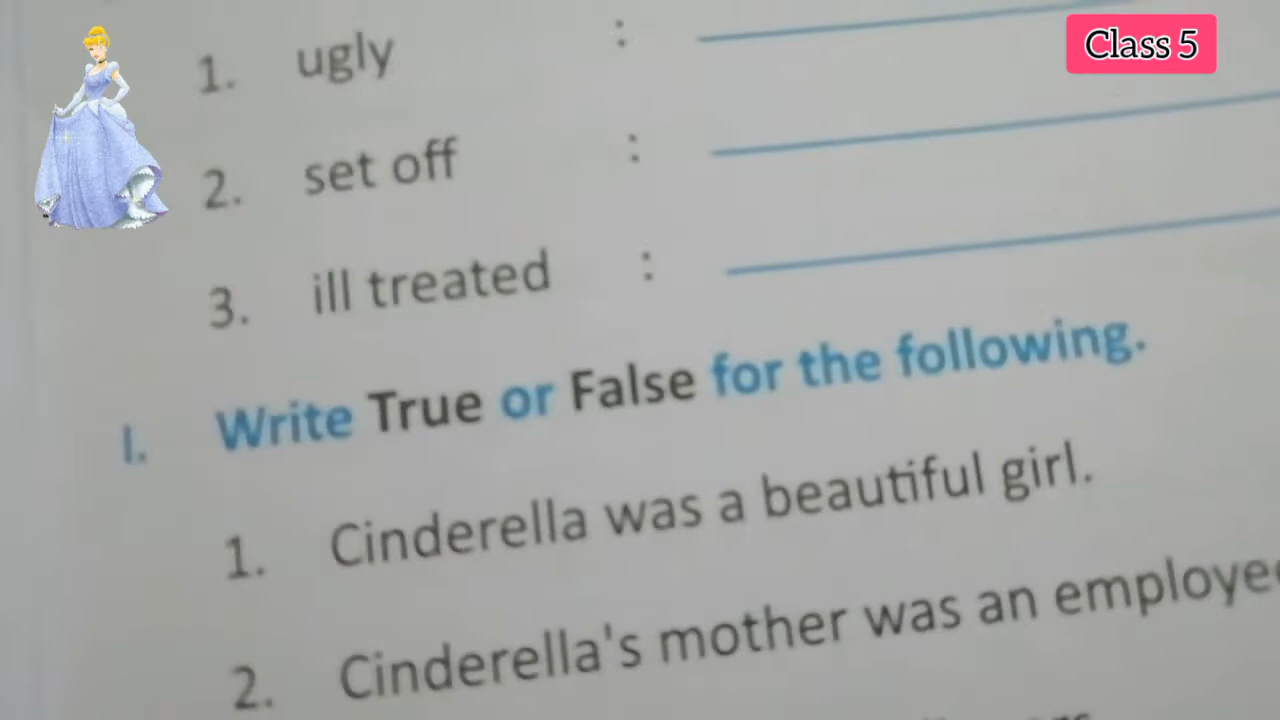 Class 5
1. ugly :
2. set off :
3. ill treated :
I. Write True or False for the following.
1. Cinderella was a beautiful girl.
2. Cinderella's mother was an